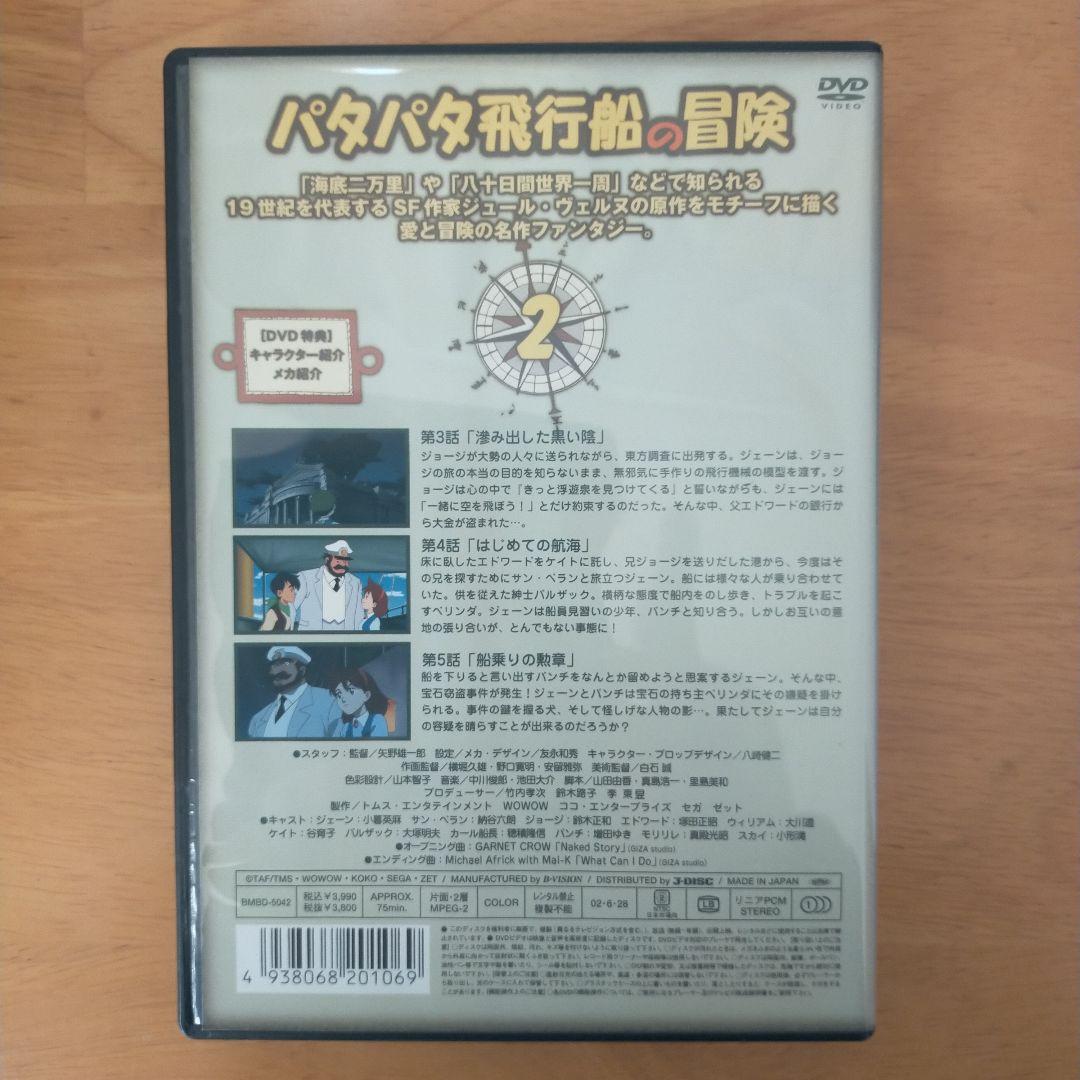 DVD
VIDEO
パタパタ飛行船の冒険
「海底二万里」や「八十日間世界一周」などで知られる
19世紀を代表するSF作家ジュール・ヴェルヌの原作をモチーフに描く
愛と冒険の名作ファンタジー。
2
[DVD特典]
キャラクター紹介
メカ紹介
第3話「滲み出した黒い陰」
ジョージが大勢の人々に送られながら、東方調査に出発する。ジェーンは、ジョー
ジの旅の本当の目的を知らないまま、無邪気に手作りの飛行機械の模型を渡す。ジ
ョージは心の中で『きっと浮遊泉を見つけてくる』と誓いながらも、ジェーンには
「一緒に空を飛ぼう！」とだけ約束するのだった。そんな中、父エドワードの銀行か
ら大金が盗まれた…。
第4話「はじめての航海」
床に臥したエドワードをケイトに託し、兄ジョージを送りだした港から、今度はそ
の兄を探すためにサン・ベランと旅立つジェーン。船には様々な人が乗り合わせて
いた。供を従えた紳士バルザック。横柄な態度で船内をのし歩き、トラブルを起こ
すベリンダ。ジェーンは船員見習いの少年、パンチと知り合う。しかしお互いの意
地の張り合いが、とんでもない事態に！
第5話「船乗りの勲章」
船を下りると言い出すパンチをなんとか留めようと思案するジェーン。そんな中、
宝石窃盗事件が発生！ジェーンとパンチは宝石の持ち主ベリンダにその嫌疑を掛け
られる。事件の鍵を握る犬、そして怪しげな人物の影…。果たしてジェーンは自分
の容疑を晴らすことが出来るのだろうか？
●スタッフ：監督／矢野雄一郎 設定／メカ・デザイン／友永和秀 キャラクター・プロップデザイン／八崎健二
作画監督／横堀久雄・野口寛明・安留雅弥 美術監督／白石 誠
色彩設計／山本智子 音楽／中川俊郎・池田大介 脚本／山田由香・真島浩一・里島美和
プロデューサー／竹内孝次 鈴木路子 李 東
製作／トムス・エンタテインメント WOWOW ココ・エンタープライズ セガ ゼット
●キャスト：ジェーン：小暮英麻 サン・ベラン：納谷六朗 ジョージ：鈴木正和 エドワード：塚田正昭 ウィリアム：大川透
ケイト：谷育子 バルザック：大塚明夫 カール船長：穂積隆信 パンチ：増田ゆき モリリレ：真殿光昭 スカイ：小形満
●オープニング曲：GARNET CROW「Naked Story」(GIZA studio)
●エンディング曲：Michael Africk with Mai-K「What Can I Do」(GIZA studio)
©TAF/TMS・WOWOW・KOKO・SEGA・ZET / MANUFACTURED by B-VISION / DISTRIBUTED by J-DISC / MADE IN JAPAN
BMBD-5042 税込¥3,990 税抜¥3,800 APPROX. 75min. 片面・2層 MPEG-2 COLOR レンタル禁止 複製不能 02・6・28 2 NTSC 日本市場向 LB リニアPCM STEREO
4 938068 201069